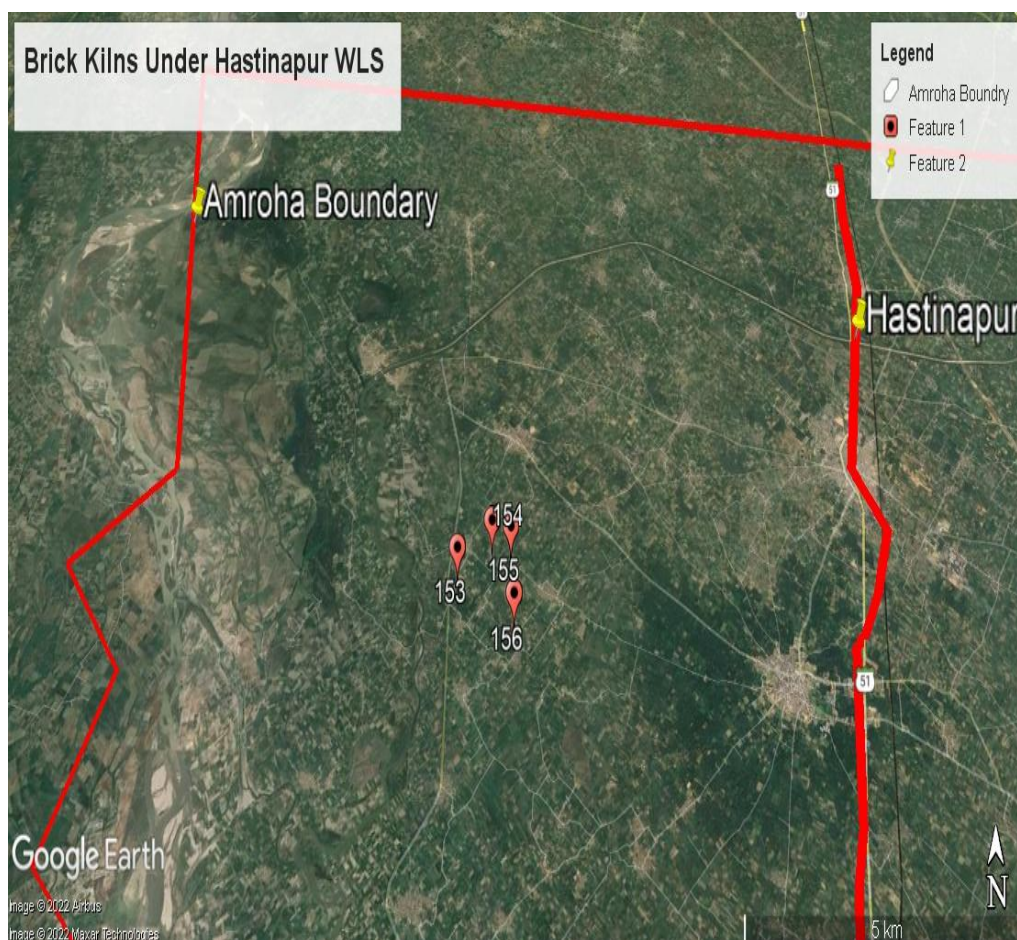 Brick Kilns Under Hastinapur WLS
Legend
Amroha Boundry
Feature 1
Feature 2
51
Amroha Boundary
Hastinapur
154
155
153
156
51
Google Earth
N
5 km
Image © 2022 Airbus
Image © 2022 Maxar Technologies